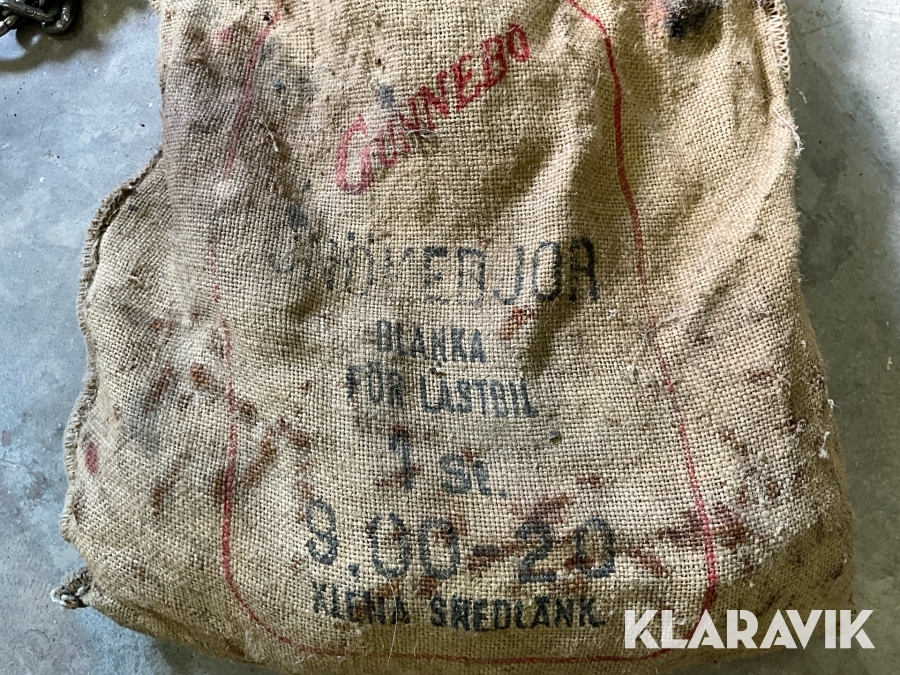 GUNNEBO
SNÖKEDJOR
BLANKA
FÖR LASTBIL
1 st.
9.00-20
KLENA SNEDLÄNK.
KLARAVIK